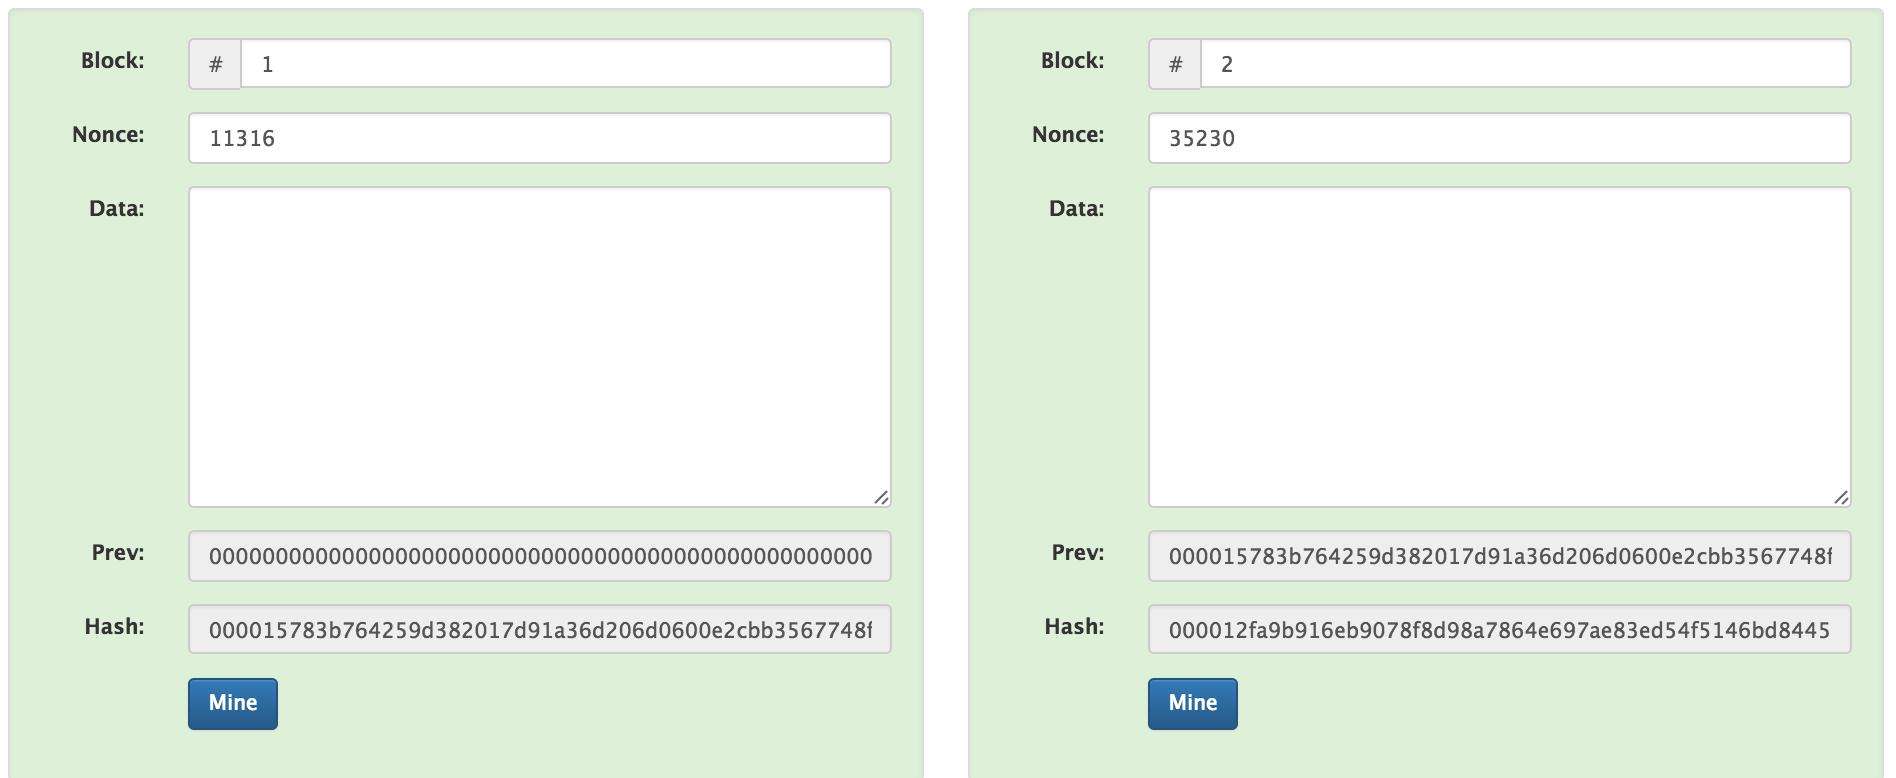 Block: # 1
Nonce: 11316
Data:
Prev: 00000000000000000000000000000000000000000000000000
Hash: 000015783b764259d382017d91a36d206d0600e2cbb3567748f
Mine
Block: # 2
Nonce: 35230
Data:
Prev: 000015783b764259d382017d91a36d206d0600e2cbb3567748f
Hash: 000012fa9b916eb9078f8d98a7864e697ae83ed54f5146bd8445
Mine